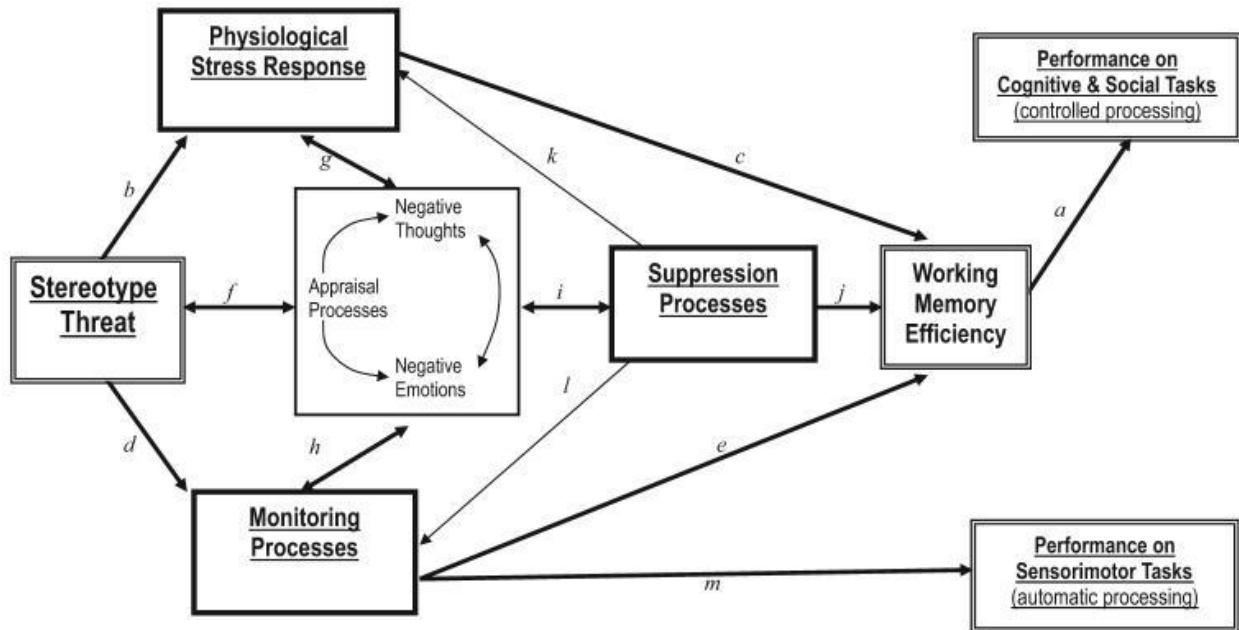 Physiological
Stress Response
Performance on
Cognitive & Social Tasks
(controlled processing)
k
c
g
b
a
Negative
Thoughts
Stereotype
Threat
f
Appraisal
Processes
i
Suppression
Processes
j
Working
Memory
Efficiency
Negative
Emotions
l
d
h
e
Monitoring
Processes
m
Performance on
Sensorimotor Tasks
(automatic processing)